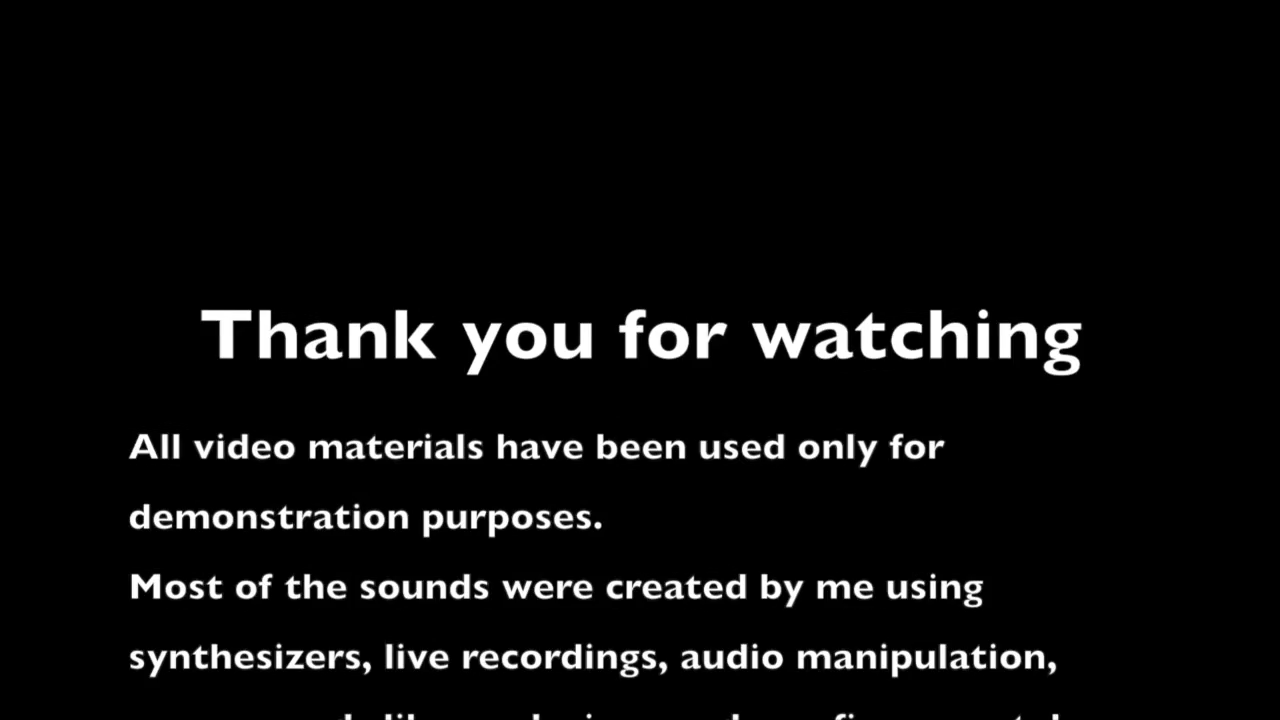 Thank you for watching
All video materials have been used only for
demonstration purposes.
Most of the sounds were created by me using
synthesizers, live recordings, audio manipulation,